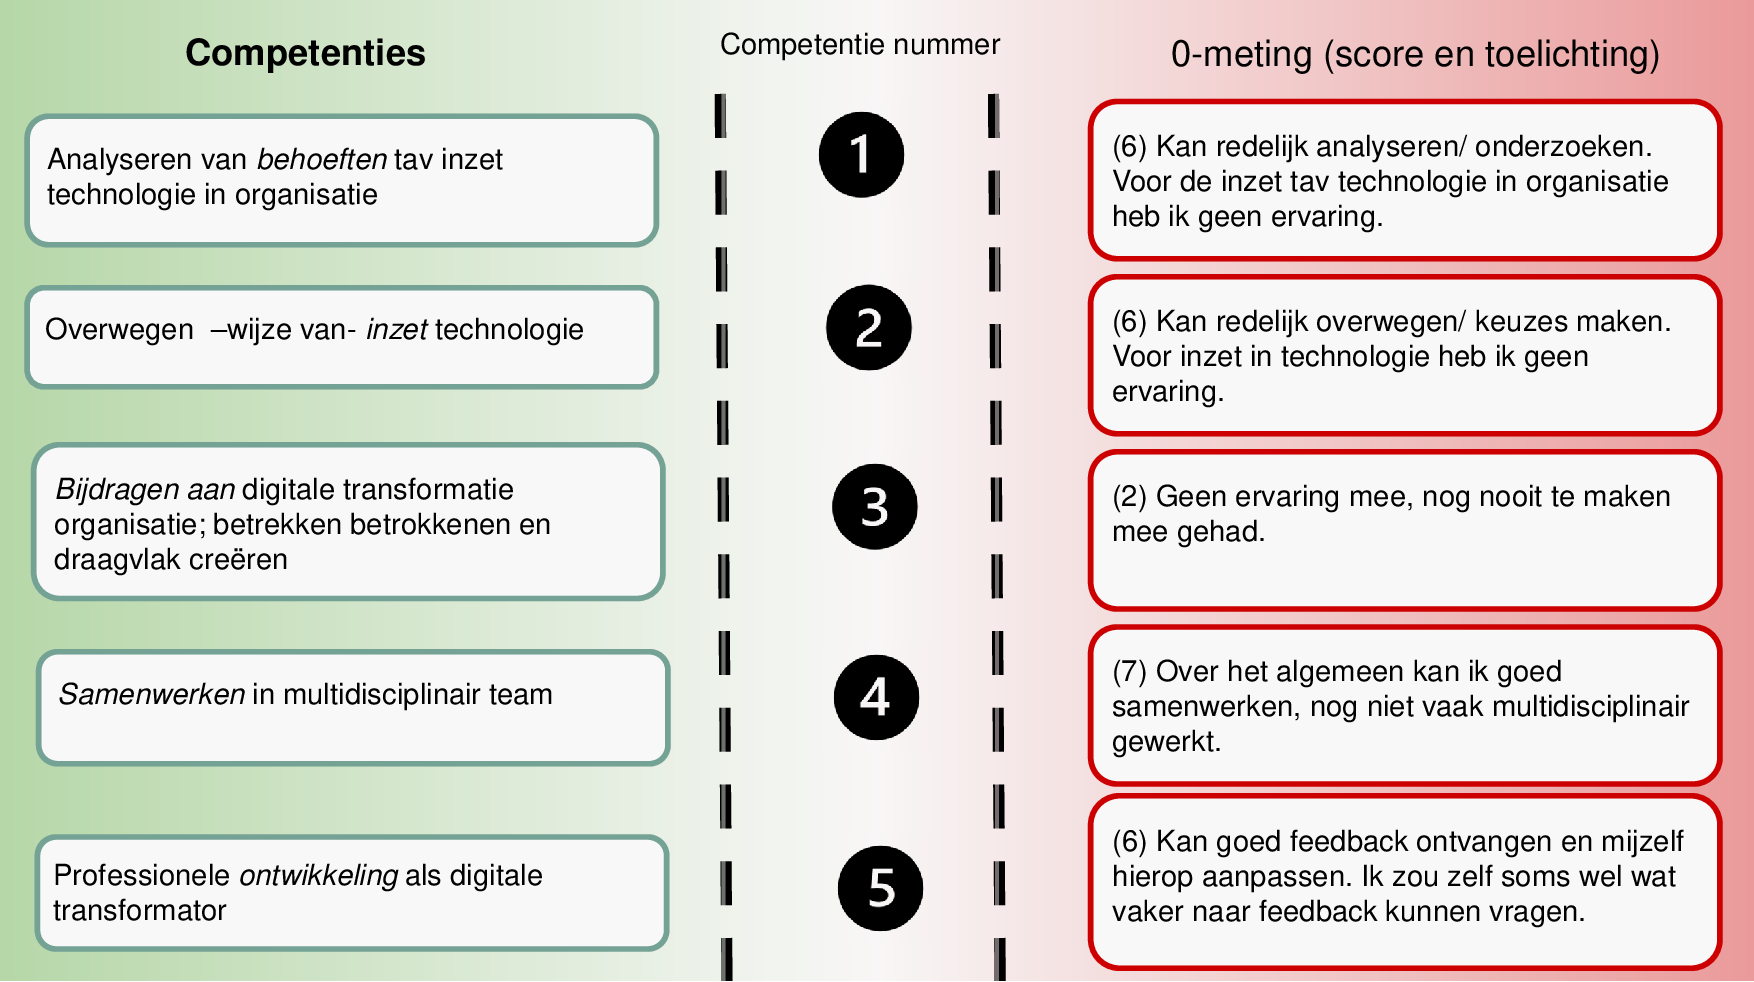 Competenties
Competentie nummer
0-meting (score en toelichting)
Analyseren van behoeften tav inzet
technologie in organisatie
1
(6) Kan redelijk analyseren/ onderzoeken.
Voor de inzet tav technologie in organisatie
heb ik geen ervaring.
Overwegen  –wijze van- inzet technologie
2
(6) Kan redelijk overwegen/ keuzes maken.
Voor inzet in technologie heb ik geen
ervaring.
Bijdragen aan digitale transformatie
organisatie; betrekken betrokkenen en
draagvlak creëren
3
(2) Geen ervaring mee, nog nooit te maken
mee gehad.
Samenwerken in multidisciplinair team
4
(7) Over het algemeen kan ik goed
samenwerken, nog niet vaak multidisciplinair
gewerkt.
Professionele ontwikkeling als digitale
transformator
5
(6) Kan goed feedback ontvangen en mijzelf
hierop aanpassen. Ik zou zelf soms wel wat
vaker naar feedback kunnen vragen.